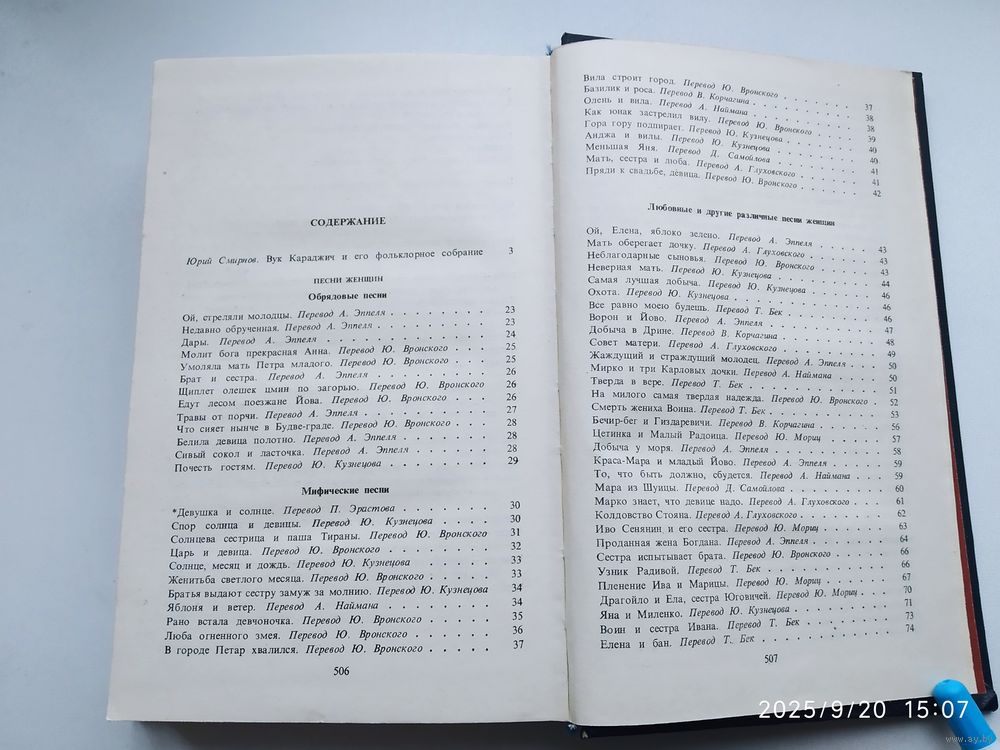 СОДЕРЖАНИЕ
Юрий Смирнов. Вук Караджич и его фольклорное собрание 3
ПЕСНИ ЖЕНЩИН
Обрядовые песни
Ой, стреляли молодцы. Перевод А. Эппеля . . . . . . . . 23
Недавно обрученная. Перевод А. Эппеля . . . . . . . . 23
Дары. Перевод А. Эппеля . . . . . . . . 24
Молит бога прекрасная Анна. Перевод Ю. Вронского . . . . 25
Умоляла мать Петра младого. Перевод Ю. Вронского . . . . 25
Брат и сестра. Перевод А. Эппеля . . . . . . . . 26
Щиплет олешек цмин по загорью. Перевод Ю. Вронского 26
Едут лесом поезжане Йова. Перевод Ю. Вронского . . . . 26
Травы от порчи. Перевод А. Эппеля . . . . . . . . 27
Что сияет нынче в Будве-граде. Перевод Ю. Вронского . . . 28
Белила девица полотно. Перевод А. Эппеля . . . . . . . 28
Сивый сокол и ласточка. Перевод А. Эппеля . . . . . . 28
Почесть гостям. Перевод Ю. Кузнецова . . . . . . . 29
Мифические песни
*Девушка и солнце. Перевод П. Эрастова . . . . . . . 30
Спор солнца и девицы. Перевод Ю. Кузнецова . . . . . 30
Солнцева сестрица и паша Тираны. Перевод Ю. Вронского 31
Царь и девица. Перевод Ю. Вронского . . . . . . . 32
Солнце, месяц и дождь. Перевод Ю. Кузнецова . . . . . 33
Женитьба светлого месяца. Перевод Ю. Вронского . . . . 33
Братья выдают сестру замуж за молнию. Перевод Ю. Кузнецова 34
Яблоня и ветер. Перевод А. Наймана . . . . . . . 34
Рано встала девчоночка. Перевод Ю. Вронского . . . . . 35
Люба огненного змея. Перевод Ю. Вронского . . . . . 36
В городе Петар хвалился. Перевод Ю. Вронского . . . . . 37
506
Вила строит город. Перевод Ю. Вронского . . . . . . 37
Базилик и роса. Перевод В. Корчагина . . . . . . . 38
Олень и вила. Перевод А. Наймана . . . . . . . 38
Как юнак застрелил вилу. Перевод Ю. Вронского . . . . 39
Гора гору подпирает. Перевод Ю. Кузнецова . . . . . 40
Анджа и вилы. Перевод Ю. Кузнецова . . . . . . 40
Меньшая Яня. Перевод Д. Самойлова . . . . . . 41
Мать, сестра и люба. Перевод А. Глуховского . . . . . 41
Пряди к свадьбе, девица. Перевод Ю. Вронского . . . . 42
Любовные и другие различные песни женщин
Ой, Елена, яблоко зелено. Перевод А. Эппеля . . . . . 43
Мать оберегает дочку. Перевод А. Глуховского . . . . . 43
Неблагодарные сыновья. Перевод Ю. Вронского . . . . 43
Неверная мать. Перевод Ю. Кузнецова . . . . . . 44
Самая лучшая добыча. Перевод Ю. Кузнецова . . . . . 46
Охота. Перевод Ю. Кузнецова . . . . . . . . 46
Все равно моею будешь. Перевод Т. Бек . . . . . . 46
Ворон и Йово. Перевод А. Эппеля . . . . . . . 47
Добыча в Дрине. Перевод В. Корчагина . . . . . . 48
Совет матери. Перевод А. Глуховского . . . . . . 49
Жаждущий и страждущий молодец. Перевод А. Эппеля . . . 50
Мирко и три Карловых дочки. Перевод А. Наймана . . . . 50
Тверда в вере. Перевод Т. Бек . . . . . . . . 51
На милого самая твердая надежда. Перевод Ю. Вронского . 52
Смерть жениха Воина. Перевод Т. Бек . . . . . . 53
Бечир-бег и Гиздаревичи. Перевод В. Корчагина . . . . . 56
Цетинка и Малый Радоица. Перевод Ю. Мориц . . . . . 57
Добыча у моря. Перевод А. Эппеля . . . . . . . 58
Краса-Мара и младый Йово. Перевод А. Эппеля . . . . . 59
То, что быть должно, сбудется. Перевод А. Наймана . . . . 59
Мара из Шуицы. Перевод Д. Самойлова . . . . . . 60
Марко знает, что девице надо. Перевод А. Глуховского . . . 61
Колдовство Стояна. Перевод А. Глуховского . . . . . 62
Иво Сенянин и его сестра. Перевод Ю. Мориц . . . . . 63
Проданная жена Богдана. Перевод А. Эппеля . . . . . 64
Сестра испытывает брата. Перевод Ю. Вронского . . . . 66
Узник Радивой. Перевод Т. Бек . . . . . . . . 66
Пленение Ива и Марицы. Перевод Ю. Мориц . . . . . 67
Драгойло и Ела, сестра Юговичей. Перевод Ю. Мориц . . . 70
Яна и Миленко. Перевод Ю. Кузнецова . . . . . . 71
Воин и сестра Ивана. Перевод Т. Бек . . . . . . . 73
Елена и бан. Перевод Т. Бек . . . . . . . . 74
507
2025/9/20 15:07
www.ay.by